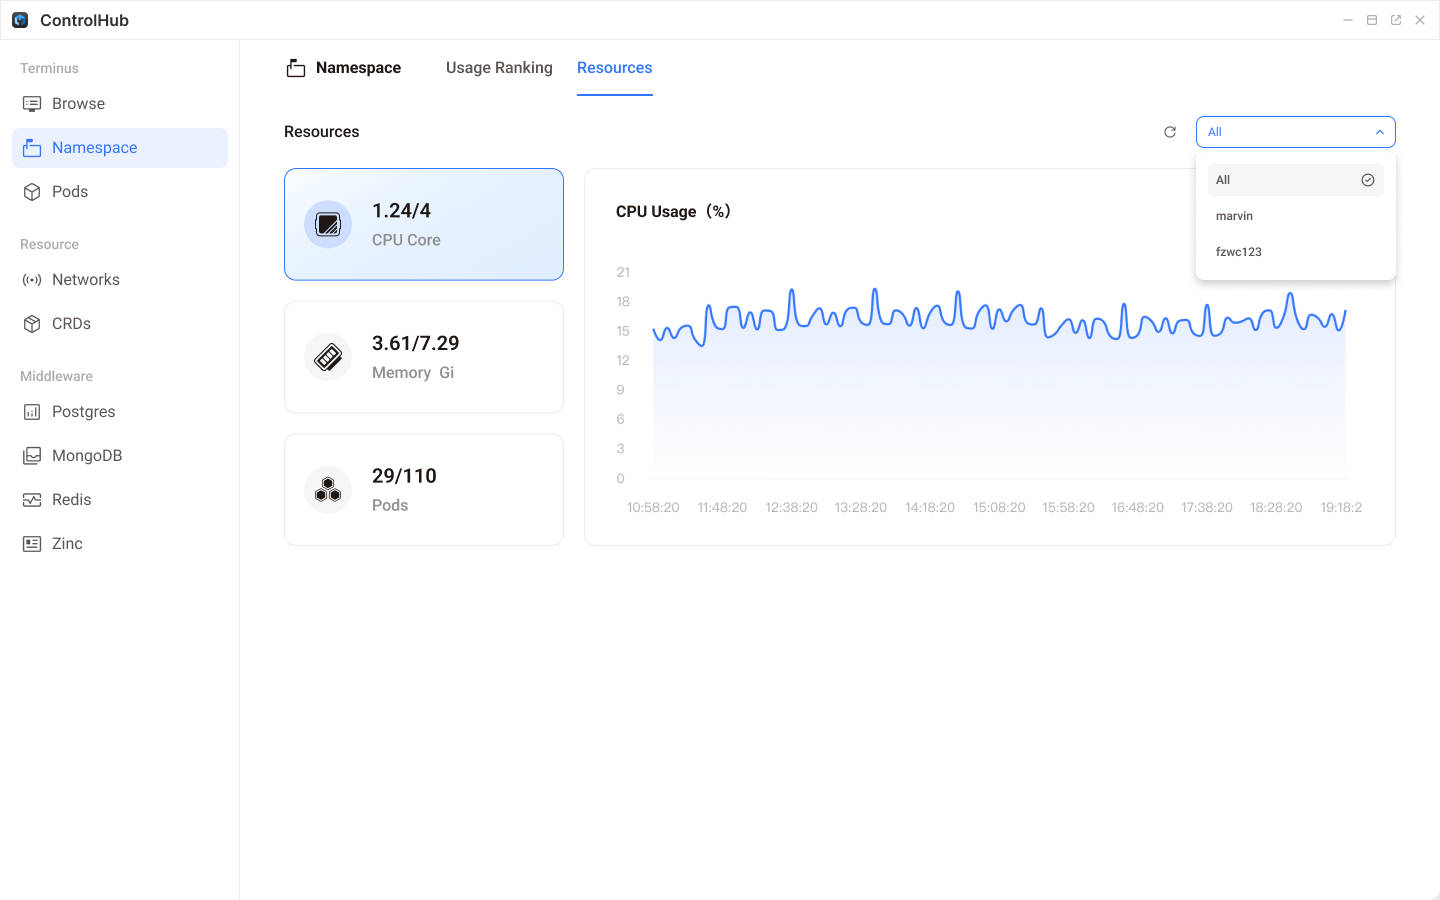 ControlHub
Terminus
Browse
Namespace
Pods
Resource
Networks
CRDs
Middleware
Postgres
MongoDB
Redis
Zinc
Namespace
Usage Ranking
Resources
Resources
All
All
marvin
fzwc123
1.24/4
CPU Core
3.61/7.29
Memory Gi
29/110
Pods
CPU Usage（%）
21
18
15
12
9
6
3
0
10:58:20 11:48:20 12:38:20 13:28:20 14:18:20 15:08:20 15:58:20 16:48:20 17:38:20 18:28:20 19:18:2